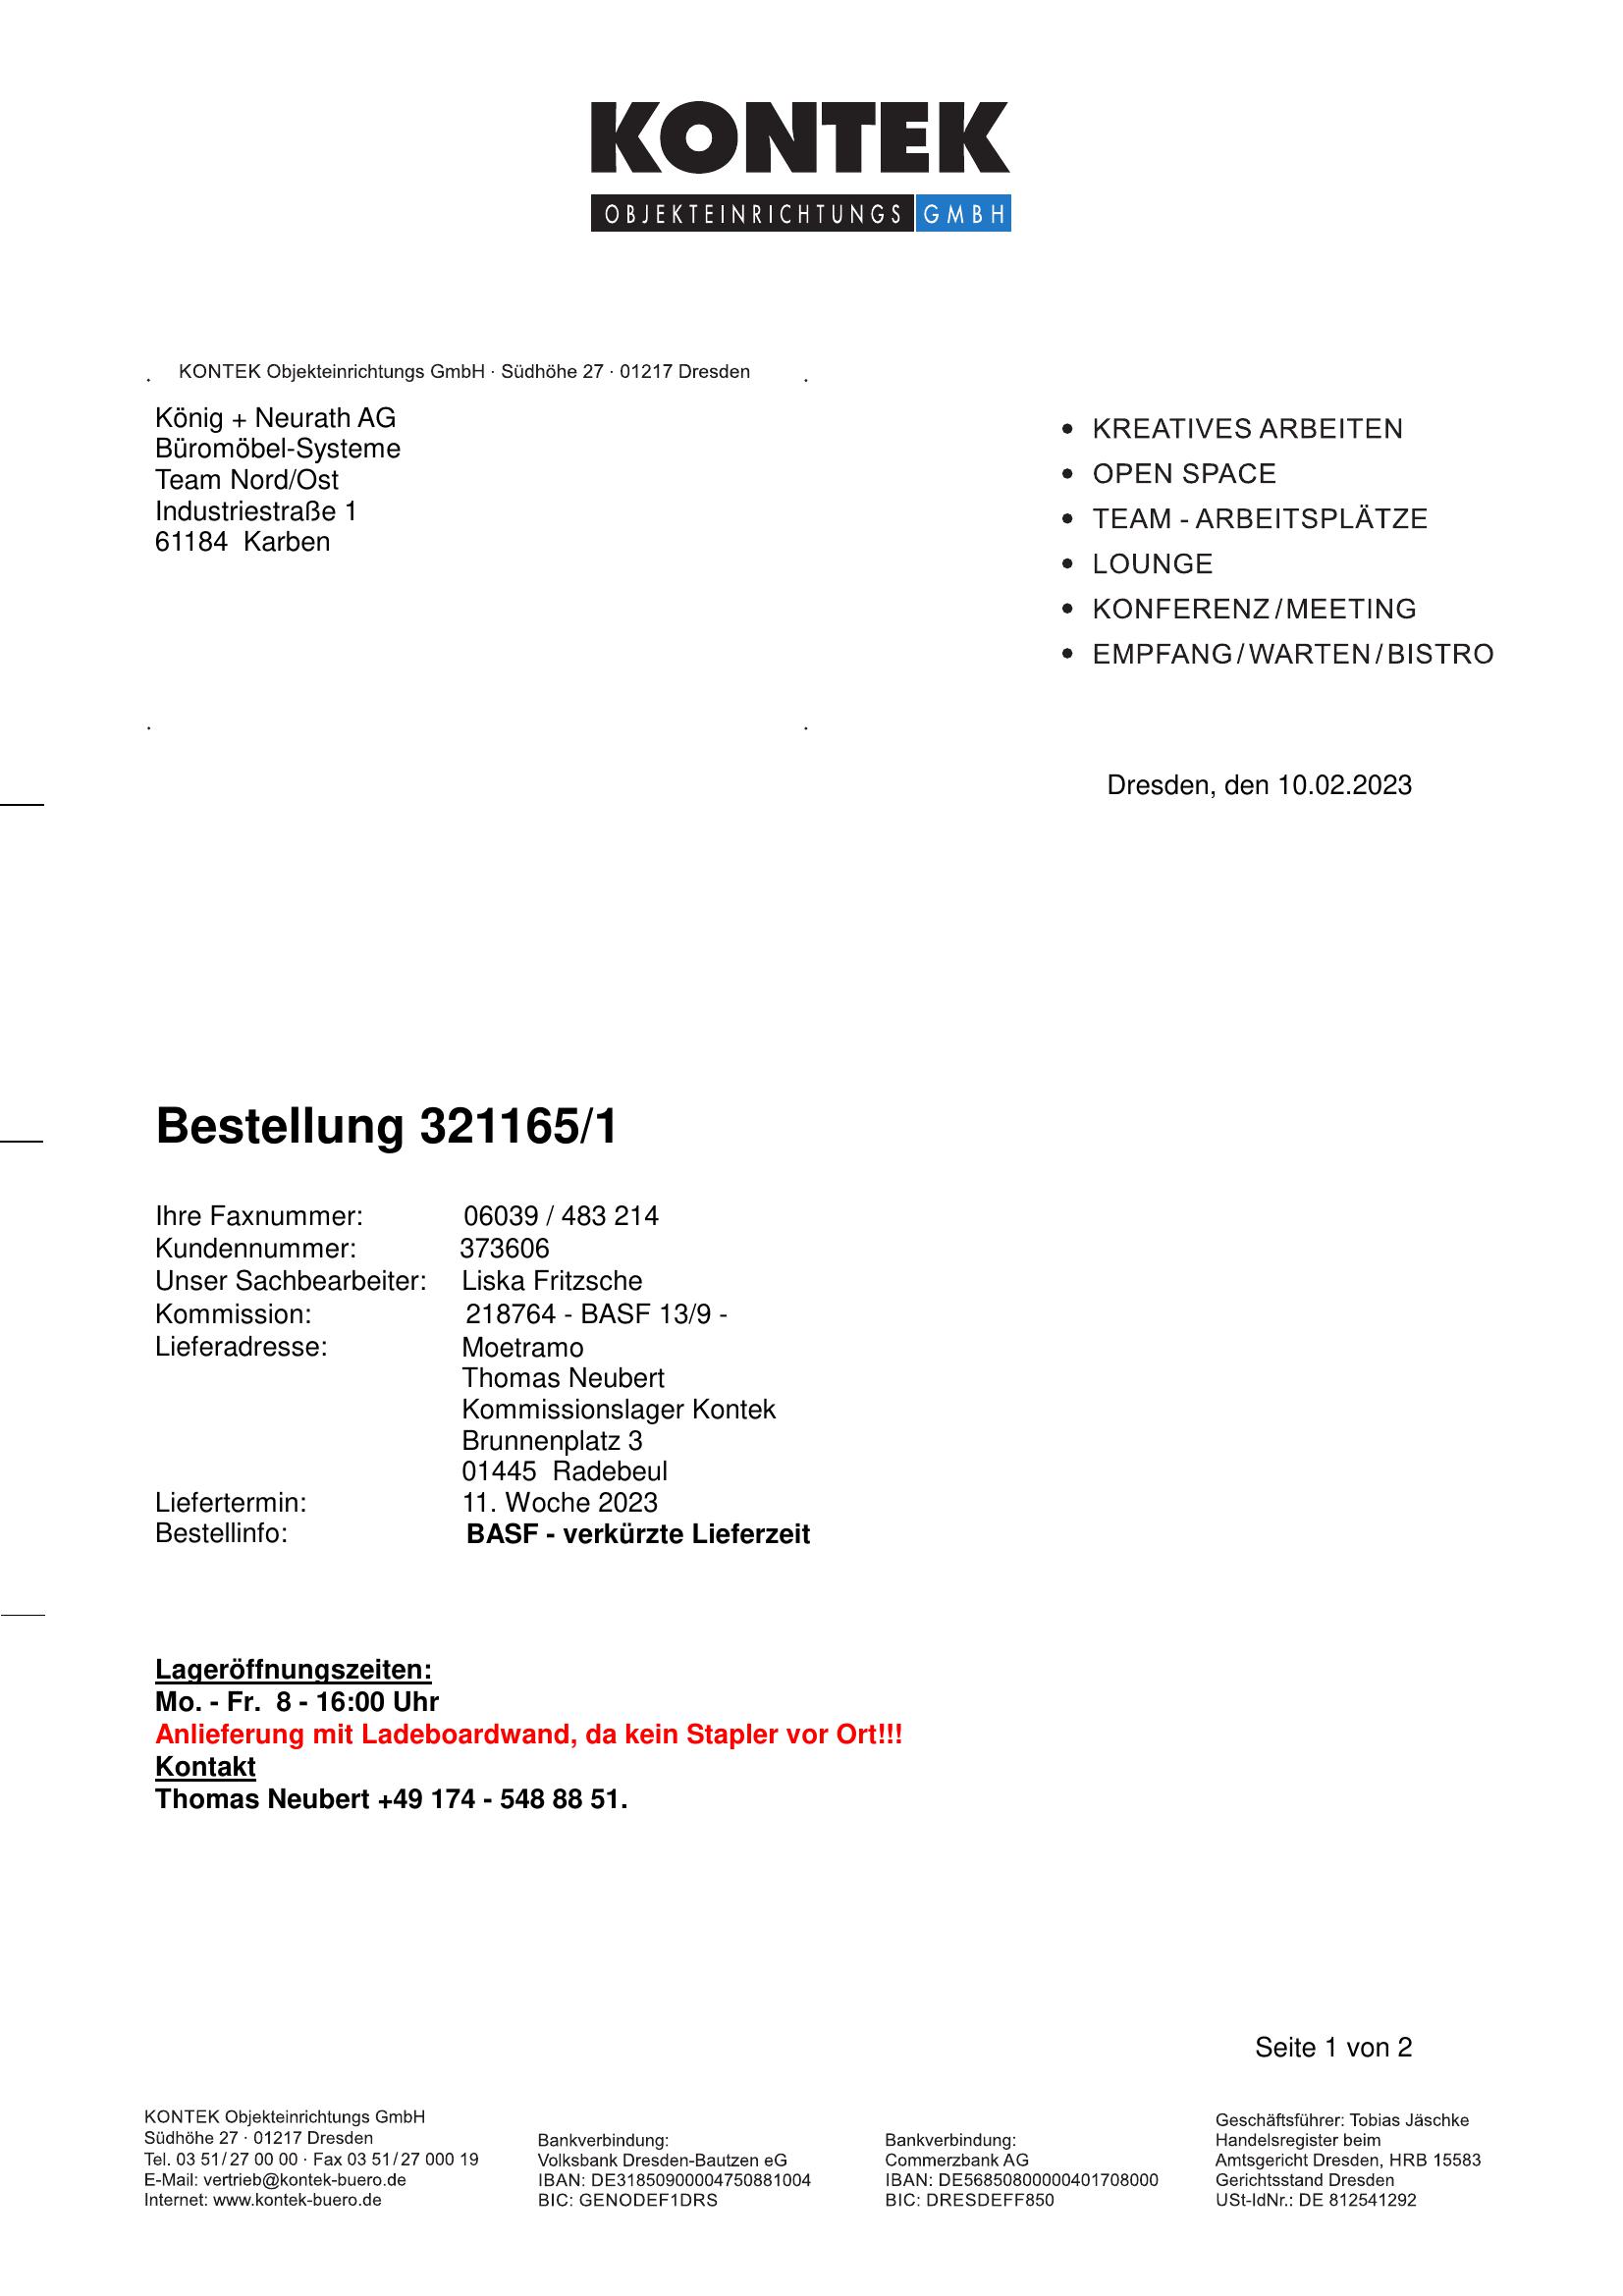 KONTEK
OBJEKTEINRICHTUNGS GMBH
KONTEK Objekteinrichtungs GmbH · Südhöhe 27 · 01217 Dresden
König + Neurath AG
Büromöbel-Systeme
Team Nord/Ost
Industriestraße 1
61184 Karben
• KREATIVES ARBEITEN
• OPEN SPACE
• TEAM - ARBEITSPLÄTZE
• LOUNGE
• KONFERENZ/MEETING
• EMPFANG/WARTEN/BISTRO
Dresden, den 10.02.2023
Bestellung 321165/1
Ihre Faxnummer: 06039 / 483 214
Kundennummer: 373606
Unser Sachbearbeiter: Liska Fritzsche
Kommission: 218764 - BASF 13/9 -
Lieferadresse: Moetramo
Thomas Neubert
Kommissionslager Kontek
Brunnenplatz 3
01445 Radebeul
Liefertermin: 11. Woche 2023
Bestellinfo: BASF - verkürzte Lieferzeit
Lageröffnungszeiten:
Mo. - Fr. 8 - 16:00 Uhr
Anlieferung mit Ladeboardwand, da kein Stapler vor Ort!!!
Kontakt
Thomas Neubert +49 174 - 548 88 51.
Seite 1 von 2
KONTEK Objekteinrichtungs GmbH
Südhöhe 27 · 01217 Dresden
Tel. 03 51/27 00 00 · Fax 03 51/27 000 19
E-Mail: vertrieb@kontek-buero.de
Internet: www.kontek-buero.de
Bankverbindung:
Volksbank Dresden-Bautzen eG
IBAN: DE31850900004750881004
BIC: GENODEF1DRS
Bankverbindung:
Commerzbank AG
IBAN: DE56850800000401708000
BIC: DRESDEFF850
Geschäftsführer: Tobias Jäschke
Handelsregister beim
Amtsgericht Dresden, HRB 15583
Gerichtsstand Dresden
USt-IdNr.: DE 812541292